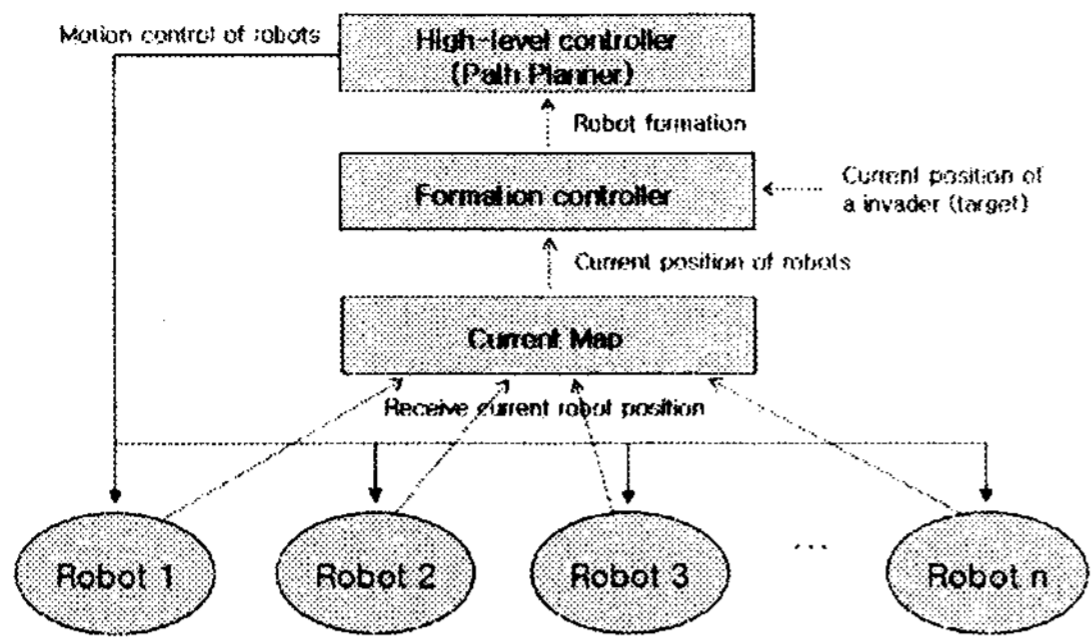 Motion control of robots
High-level controller
(Path Planner)
Robot formation
Formation controller
Current position of
a invader (target)
Current position of robots
Current Map
Receive current robot position
Robot 1
Robot 2
Robot 3
...
Robot n